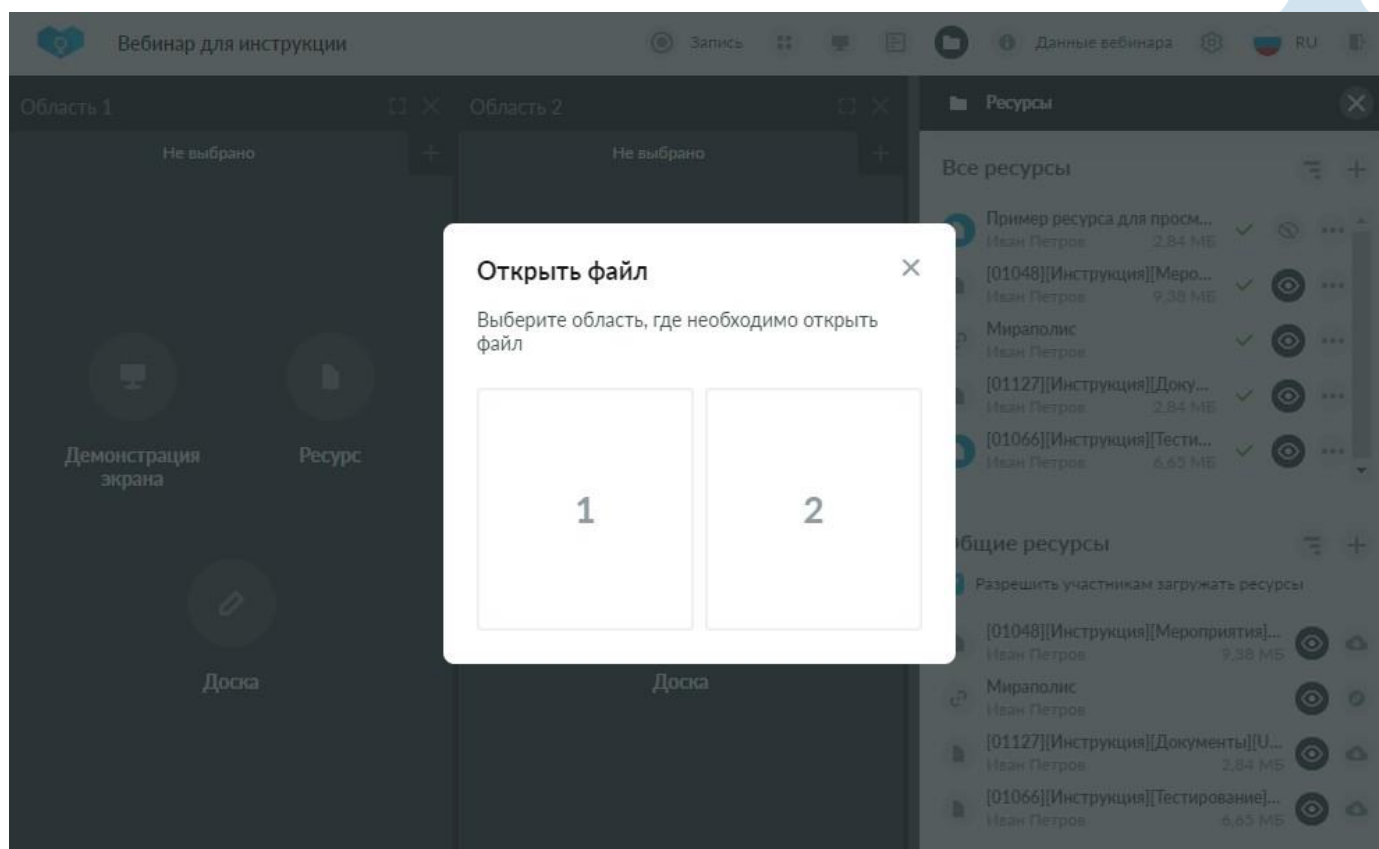 Вебинар для инструкции
Запись
Данные вебинара
RU
Область 1
Область 2
Ресурсы
Не выбрано
Не выбрано
Все ресурсы
Пример ресурса для просм...
Иван Петров 2,84 МБ
[01048][Инструкция][Меро...
Иван Петров 9,38 МБ
Мираполис
Иван Петров
[01127][Инструкция][Доку...
Иван Петров 2,84 МБ
[01066][Инструкция][Тести...
Иван Петров 6,65 МБ
Открыть файл
Выберите область, где необходимо открыть
файл
1
2
Демонстрация
экрана
Ресурс
Доска
Доска
Общие ресурсы
Разрешить участникам загружать ресурсы
[01048][Инструкция][Мероприятия]...
Иван Петров 9,38 МБ
Мираполис
Иван Петров
[01127][Инструкция][Документы][U...
Иван Петров 2,84 МБ
[01066][Инструкция][Тестирование]...
Иван Петров 6,65 МБ